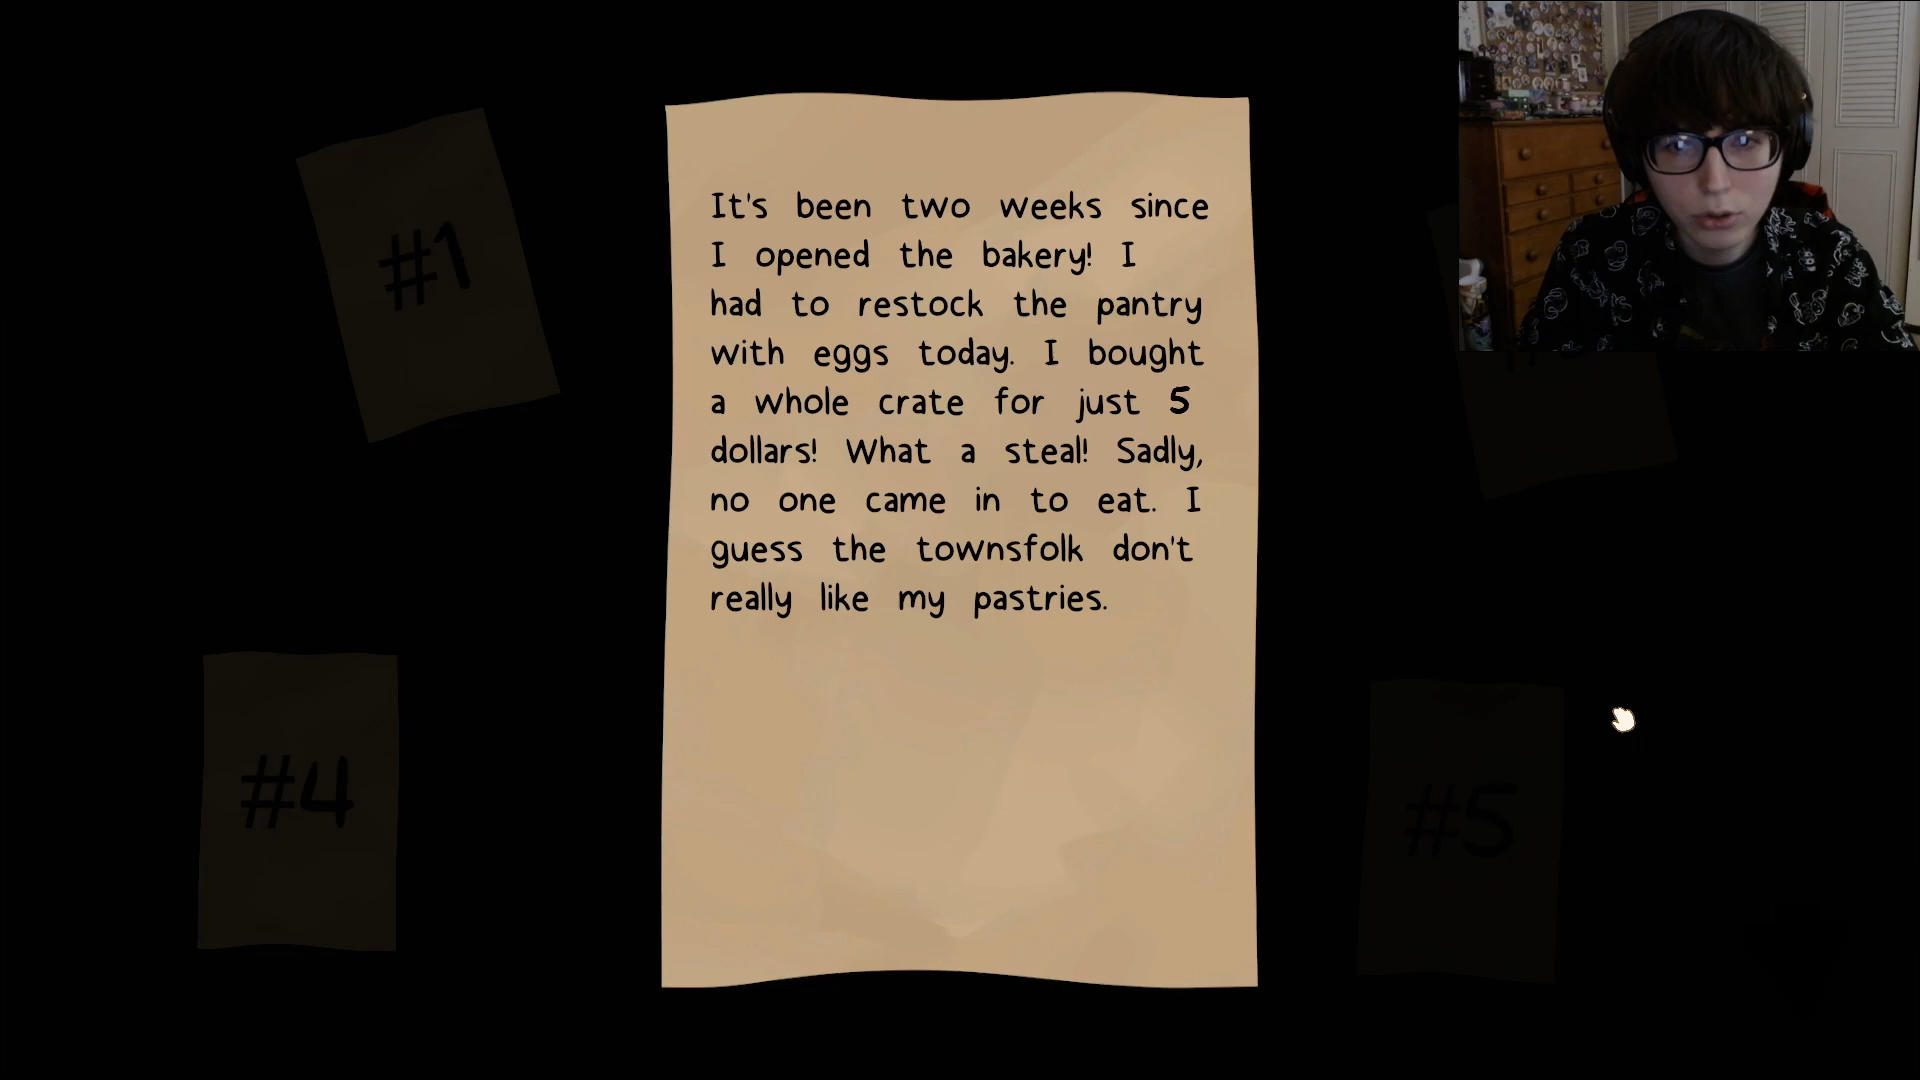 #1
It's been two weeks since
I opened the bakery! I
had to restock the pantry
with eggs today. I bought
a whole crate for just 5
dollars! What a steal! Sadly,
no one came in to eat. I
guess the townsfolk don't
really like my pastries.
#4
#5